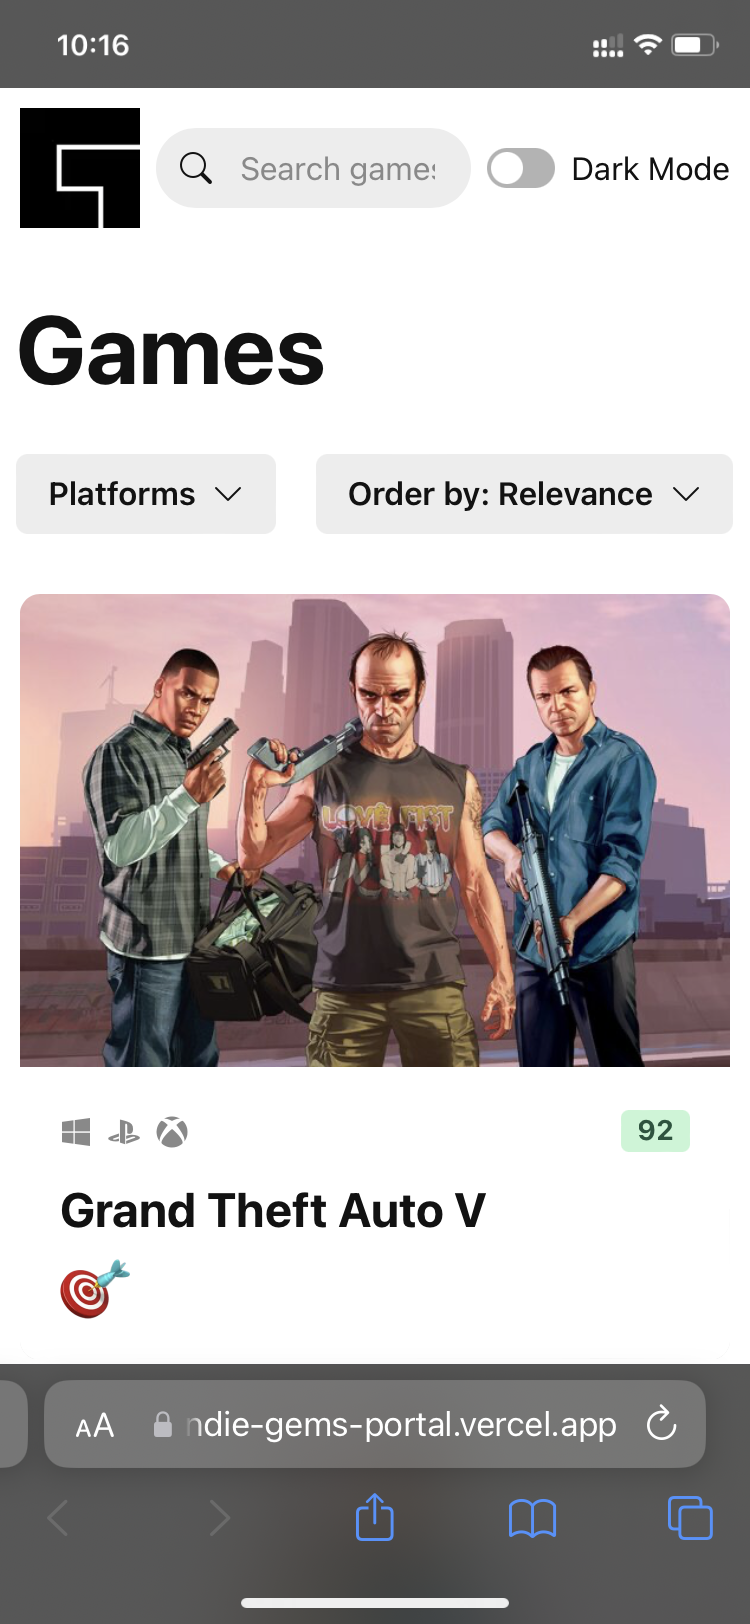 10:16
Search games
Dark Mode
Games
Platforms
Order by: Relevance
LOVE FIST
92
Grand Theft Auto V
AA
ndie-gems-portal.vercel.app